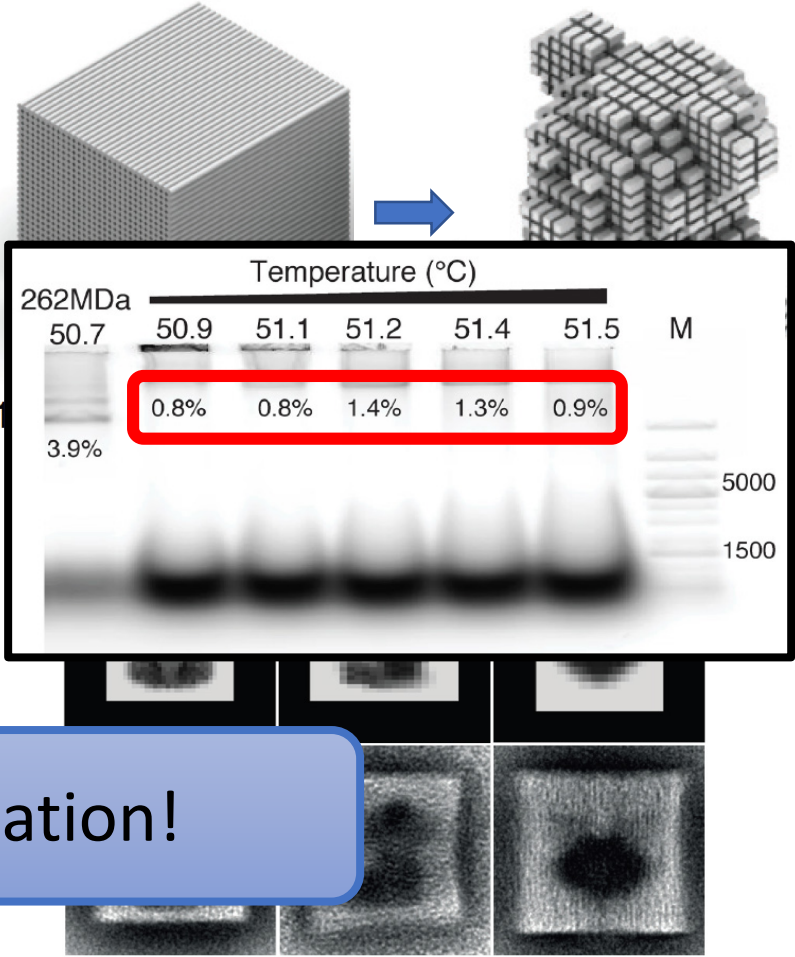 Temperature (°C)
262MDa
50.7 50.9 51.1 51.2 51.4 51.5 M
0.8% 0.8% 1.4% 1.3% 0.9%
3.9%
5000
1500
ation!